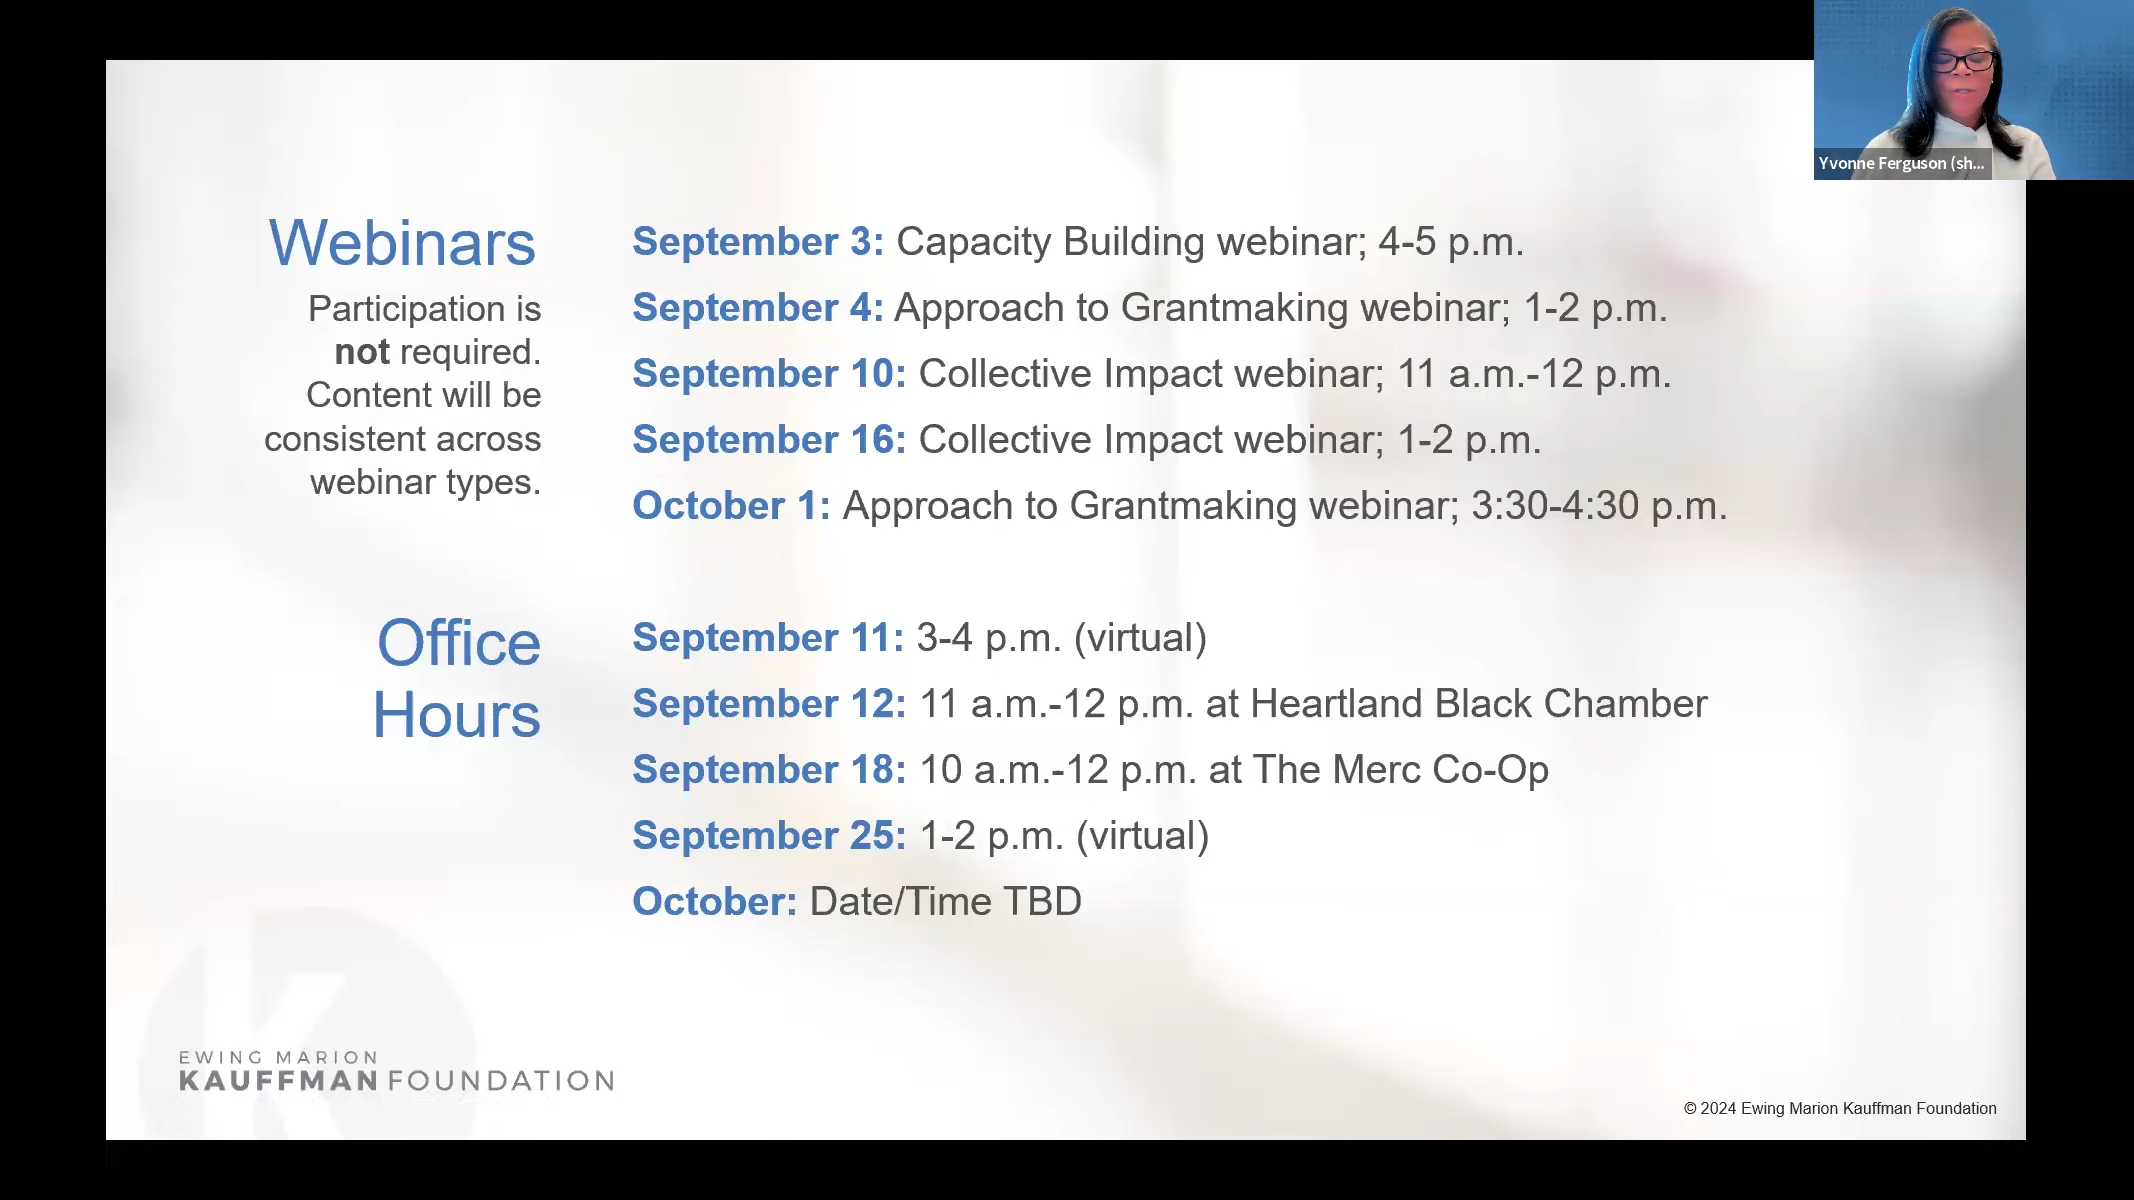 Yvonne Ferguson (sh...
Webinars
Participation is
not required.
Content will be
consistent across
webinar types.
September 3: Capacity Building webinar; 4-5 p.m.
September 4: Approach to Grantmaking webinar; 1-2 p.m.
September 10: Collective Impact webinar; 11 a.m.-12 p.m.
September 16: Collective Impact webinar; 1-2 p.m.
October 1: Approach to Grantmaking webinar; 3:30-4:30 p.m.
Office
Hours
September 11: 3-4 p.m. (virtual)
September 12: 11 a.m.-12 p.m. at Heartland Black Chamber
September 18: 10 a.m.-12 p.m. at The Merc Co-Op
September 25: 1-2 p.m. (virtual)
October: Date/Time TBD
K
EWING MARION
KAUFFMAN FOUNDATION
© 2024 Ewing Marion Kauffman Foundation